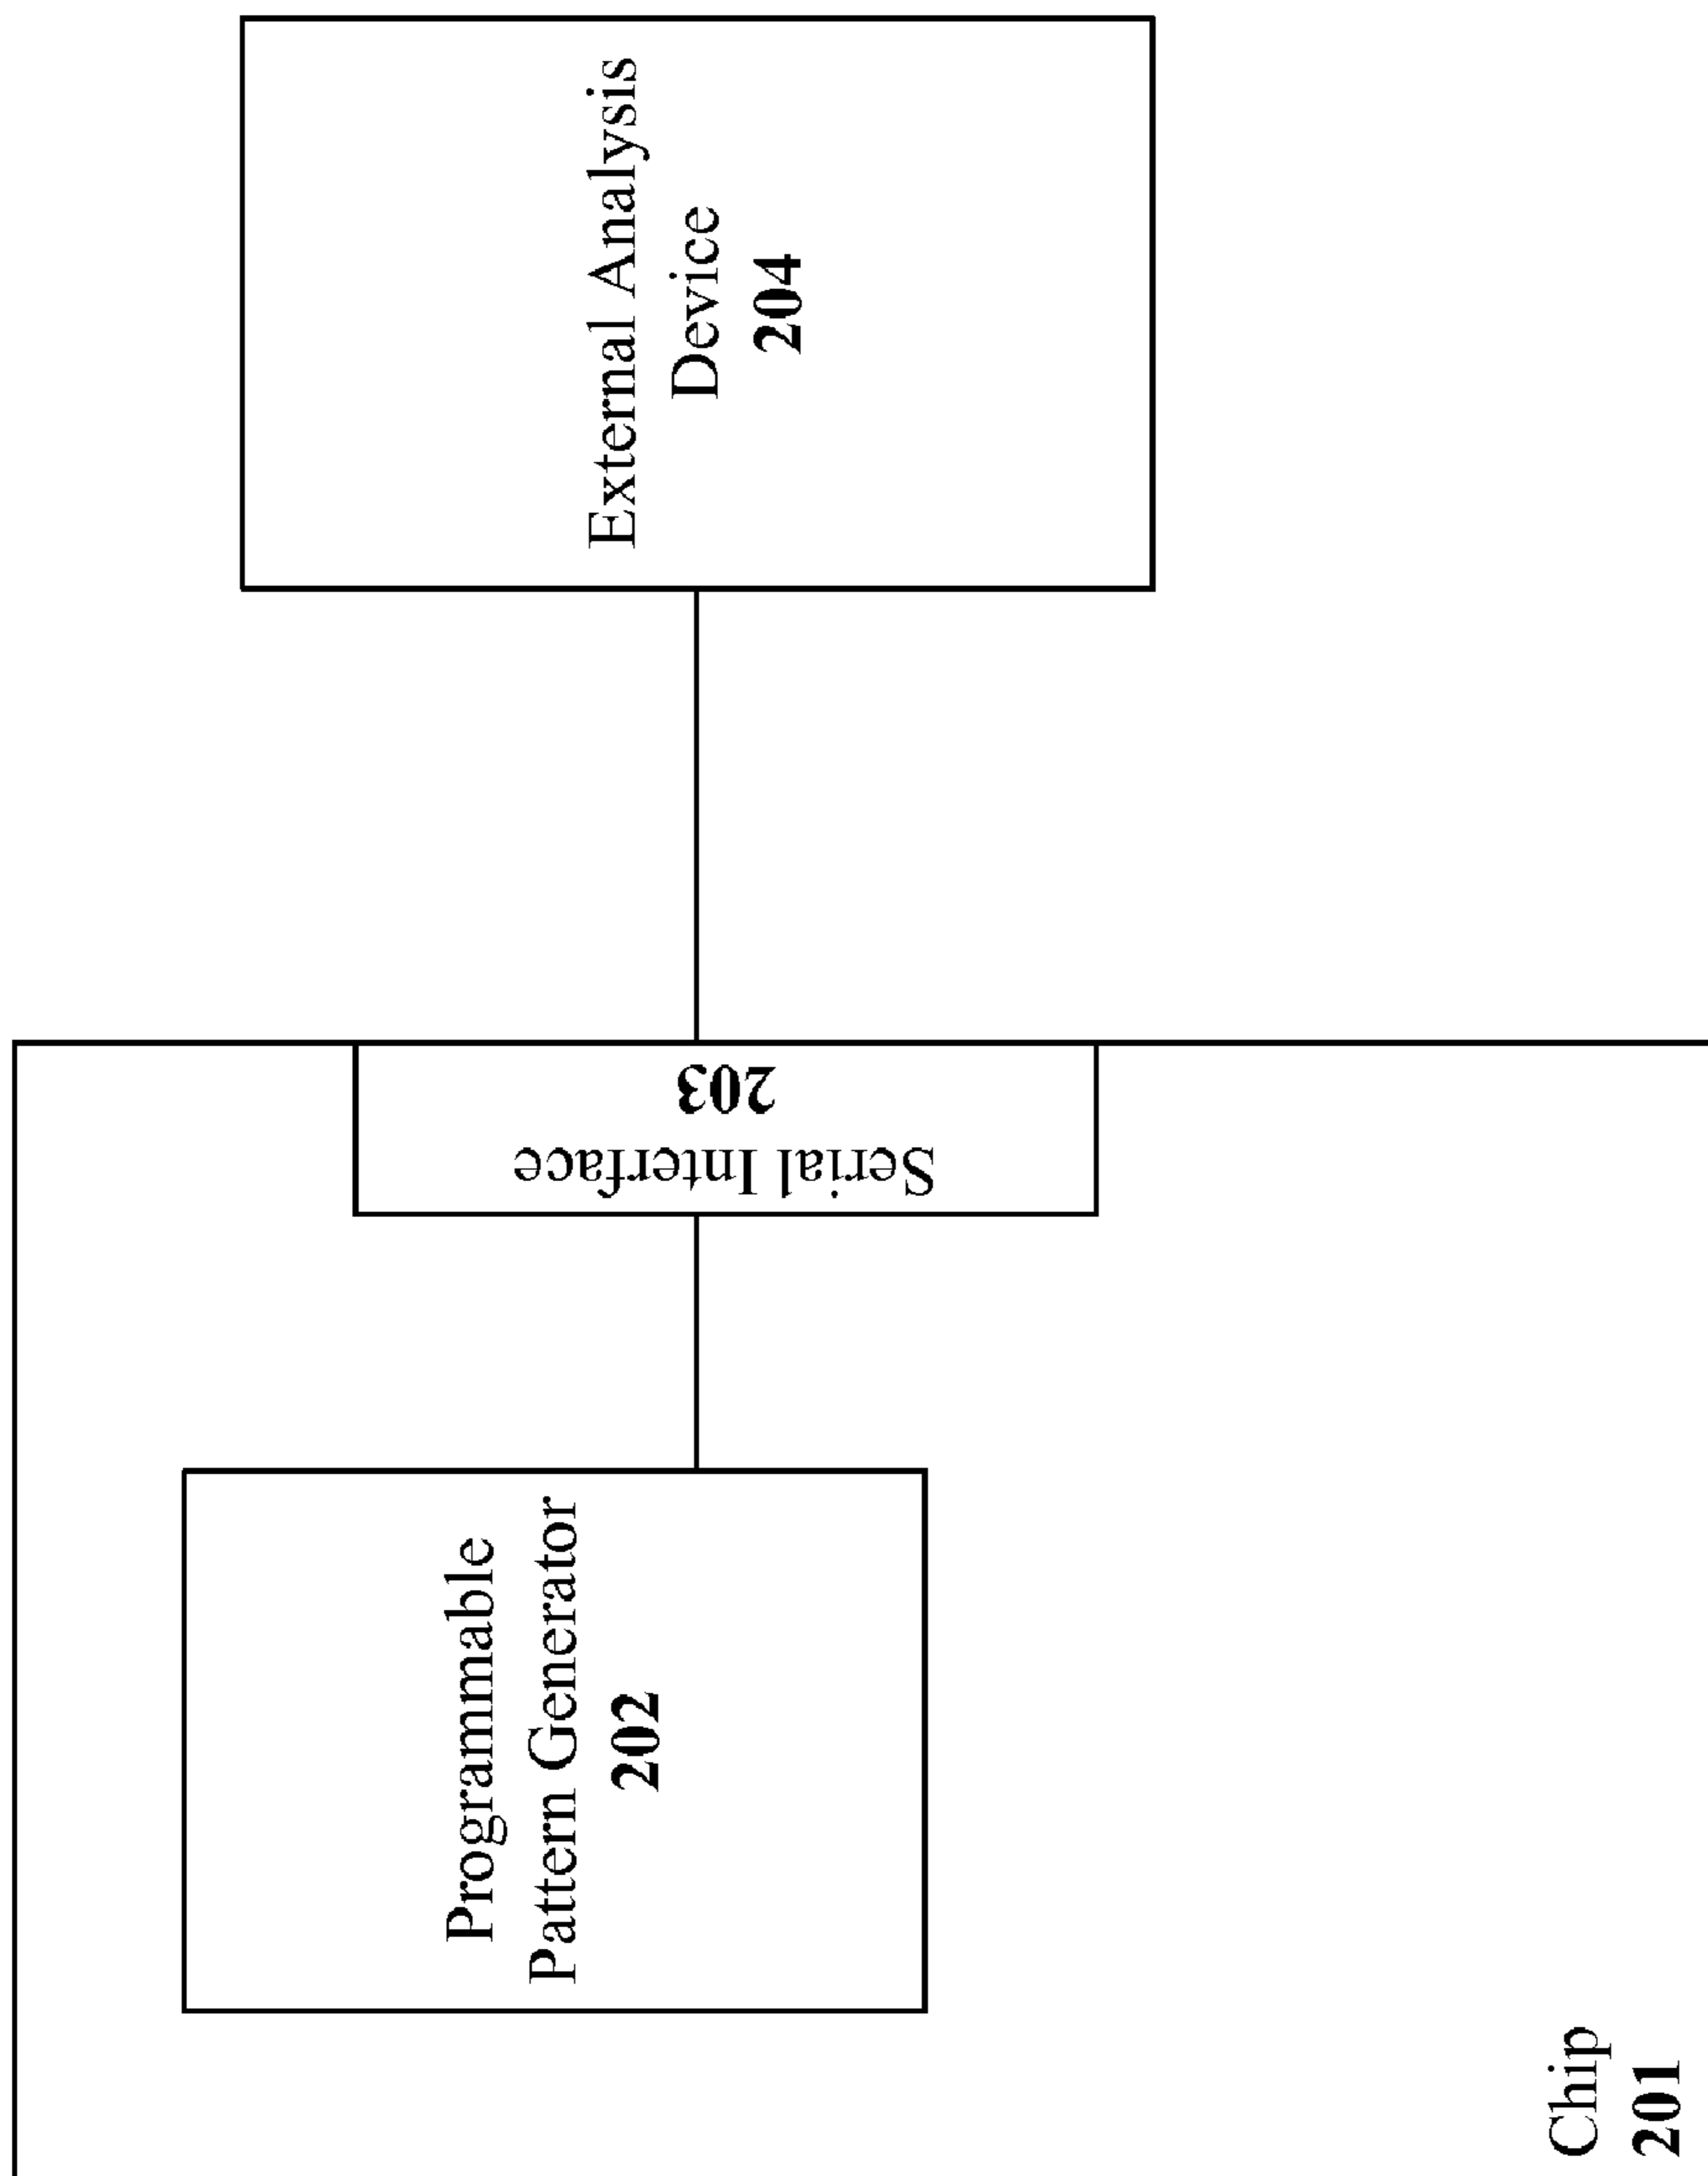 Chip
201
Programmable
Pattern Generator
202
Serial Interface
203
External Analysis
Device
204